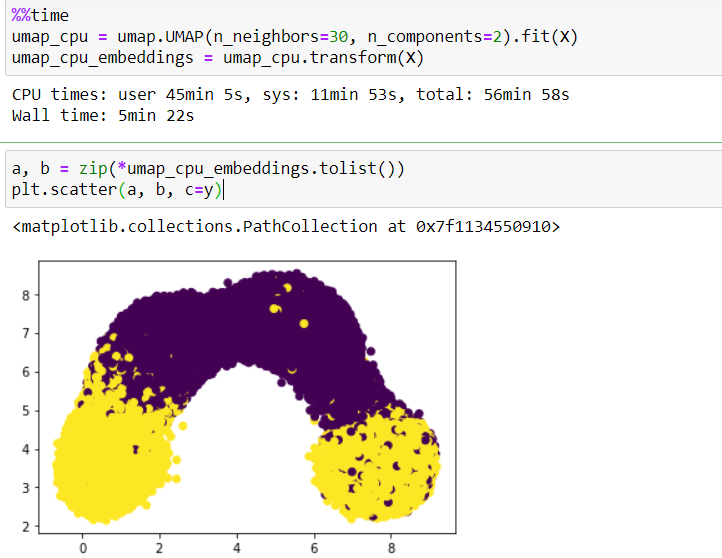 %%time
umap_cpu = umap.UMAP(n_neighbors=30, n_components=2).fit(X)
umap_cpu_embeddings = umap_cpu.transform(X)
CPU times: user 45min 5s, sys: 11min 53s, total: 56min 58s
Wall time: 5min 22s
a, b = zip(*umap_cpu_embeddings.tolist())
plt.scatter(a, b, c=y)
<matplotlib.collections.PathCollection at 0x7f1134550910>
8
7
6
5
4
3
2
0 2 4 6 8